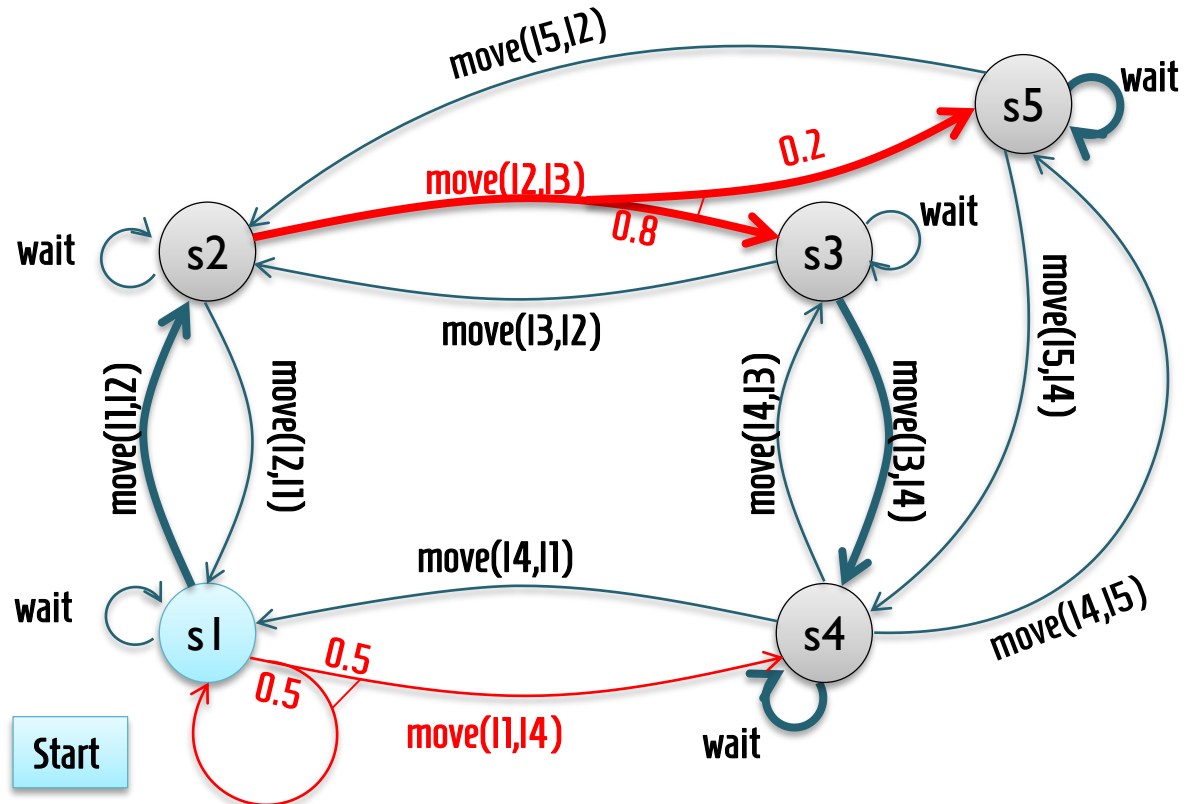 move(l5,l2)
s5
wait
0.2
move(l2,l3)
0.8
wait
s2
s3
wait
move(l3,l2)
move(l5,l4)
move(l1,l2)
move(l2,l1)
move(l4,l3)
move(l3,l4)
move(l4,l1)
wait
s1
s4
move(l4,l5)
0.5
0.5
move(l1,l4)
wait
Start